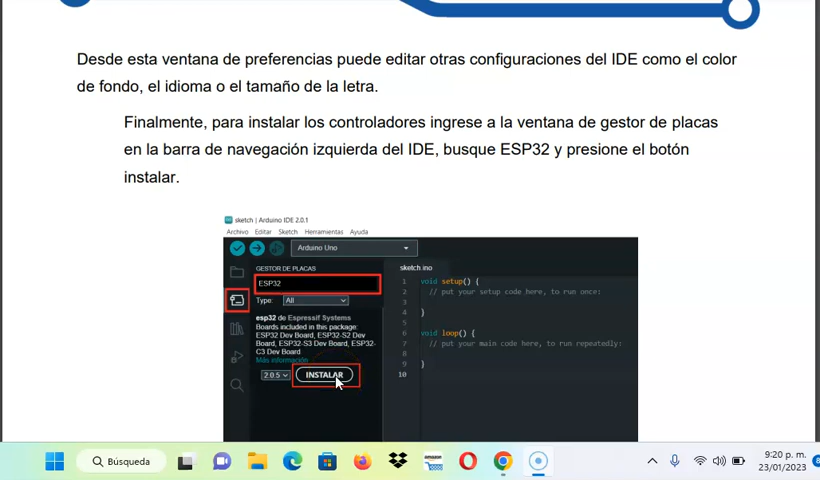 Desde esta ventana de preferencias puede editar otras configuraciones del IDE como el color
de fondo, el idioma o el tamaño de la letra.
Finalmente, para instalar los controladores ingrese a la ventana de gestor de placas
en la barra de navegación izquierda del IDE, busque ESP32 y presione el botón
instalar.
sketch | Arduino IDE 2.0.1
Archivo Editar Sketch Herramientas Ayuda
Arduino Uno
GESTOR DE PLACAS
ESP32
Type: All
esp32 de Espressif Systems
Boards included in this package:
ESP32 Dev Board, ESP32-S2 Dev
Board, ESP32-S3 Dev Board, ESP32-
C3 Dev Board
Más información
2.0.5 INSTALAR
sketch.ino
1 void setup() {
2 // put your setup code here, to run once:
3
4 }
5
6 void loop() {
7 // put your main code here, to run repeatedly:
8
9 }
10
Búsqueda
amazon
9:20 p. m.
23/01/2023